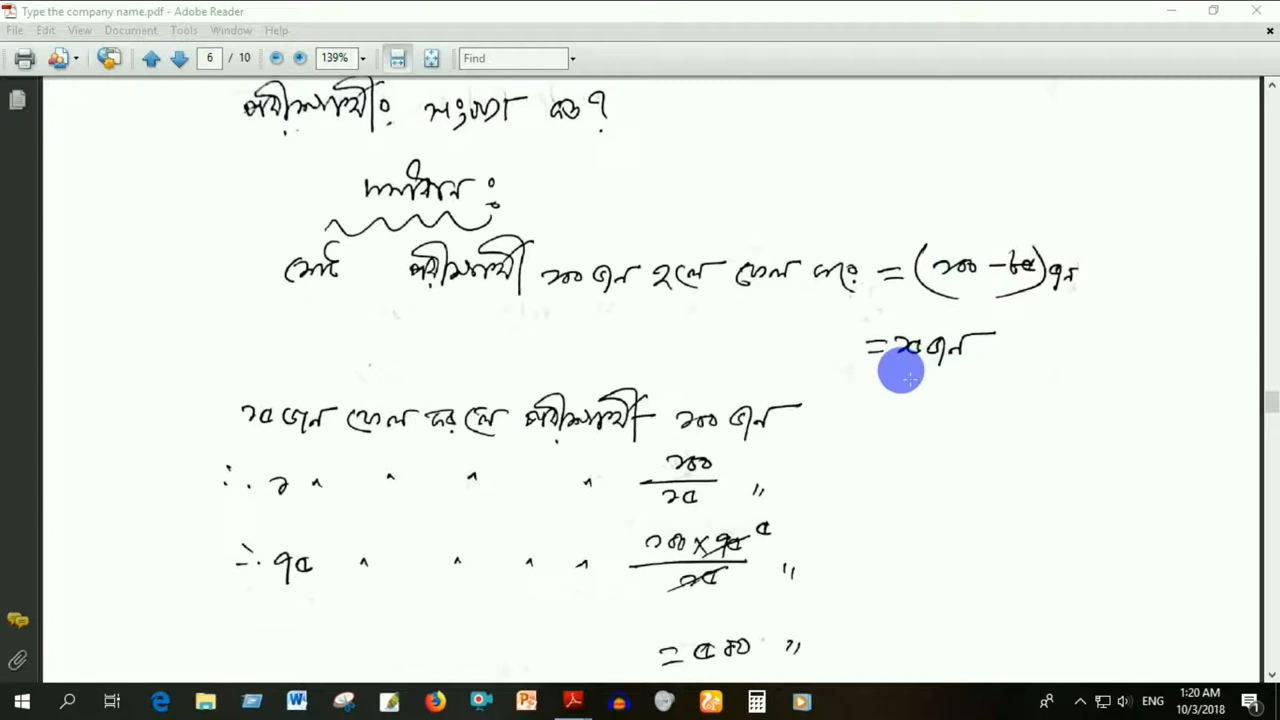 Type the company name.pdf - Adobe Reader
File Edit View Document Tools Window Help
6 / 10 139% Find
পরীক্ষার্থীর সংখ্যা কত?
সমাধান:
মোট পরীক্ষার্থী ১০০ জন হলে ফেল করে = (১০০ - ৮৫) জন
= ১৫ জন
১৫ জন ফেল করলে পরীক্ষার্থী ১০০ জন
∴ ১ " " " " ১০০/১৫ "
∴ ৭৫ " " " " ১০০×৭৫/১৫ ৫ "
= ৫০০ "
ENG 1:20 AM
10/3/2018